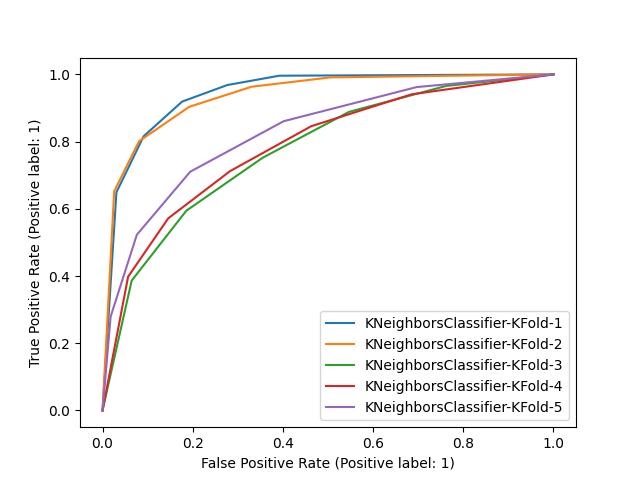 1.0
0.8
0.6
0.4
0.2
0.0
True Positive Rate (Positive label: 1)
KNeighborsClassifier-KFold-1
KNeighborsClassifier-KFold-2
KNeighborsClassifier-KFold-3
KNeighborsClassifier-KFold-4
KNeighborsClassifier-KFold-5
0.0 0.2 0.4 0.6 0.8 1.0
False Positive Rate (Positive label: 1)